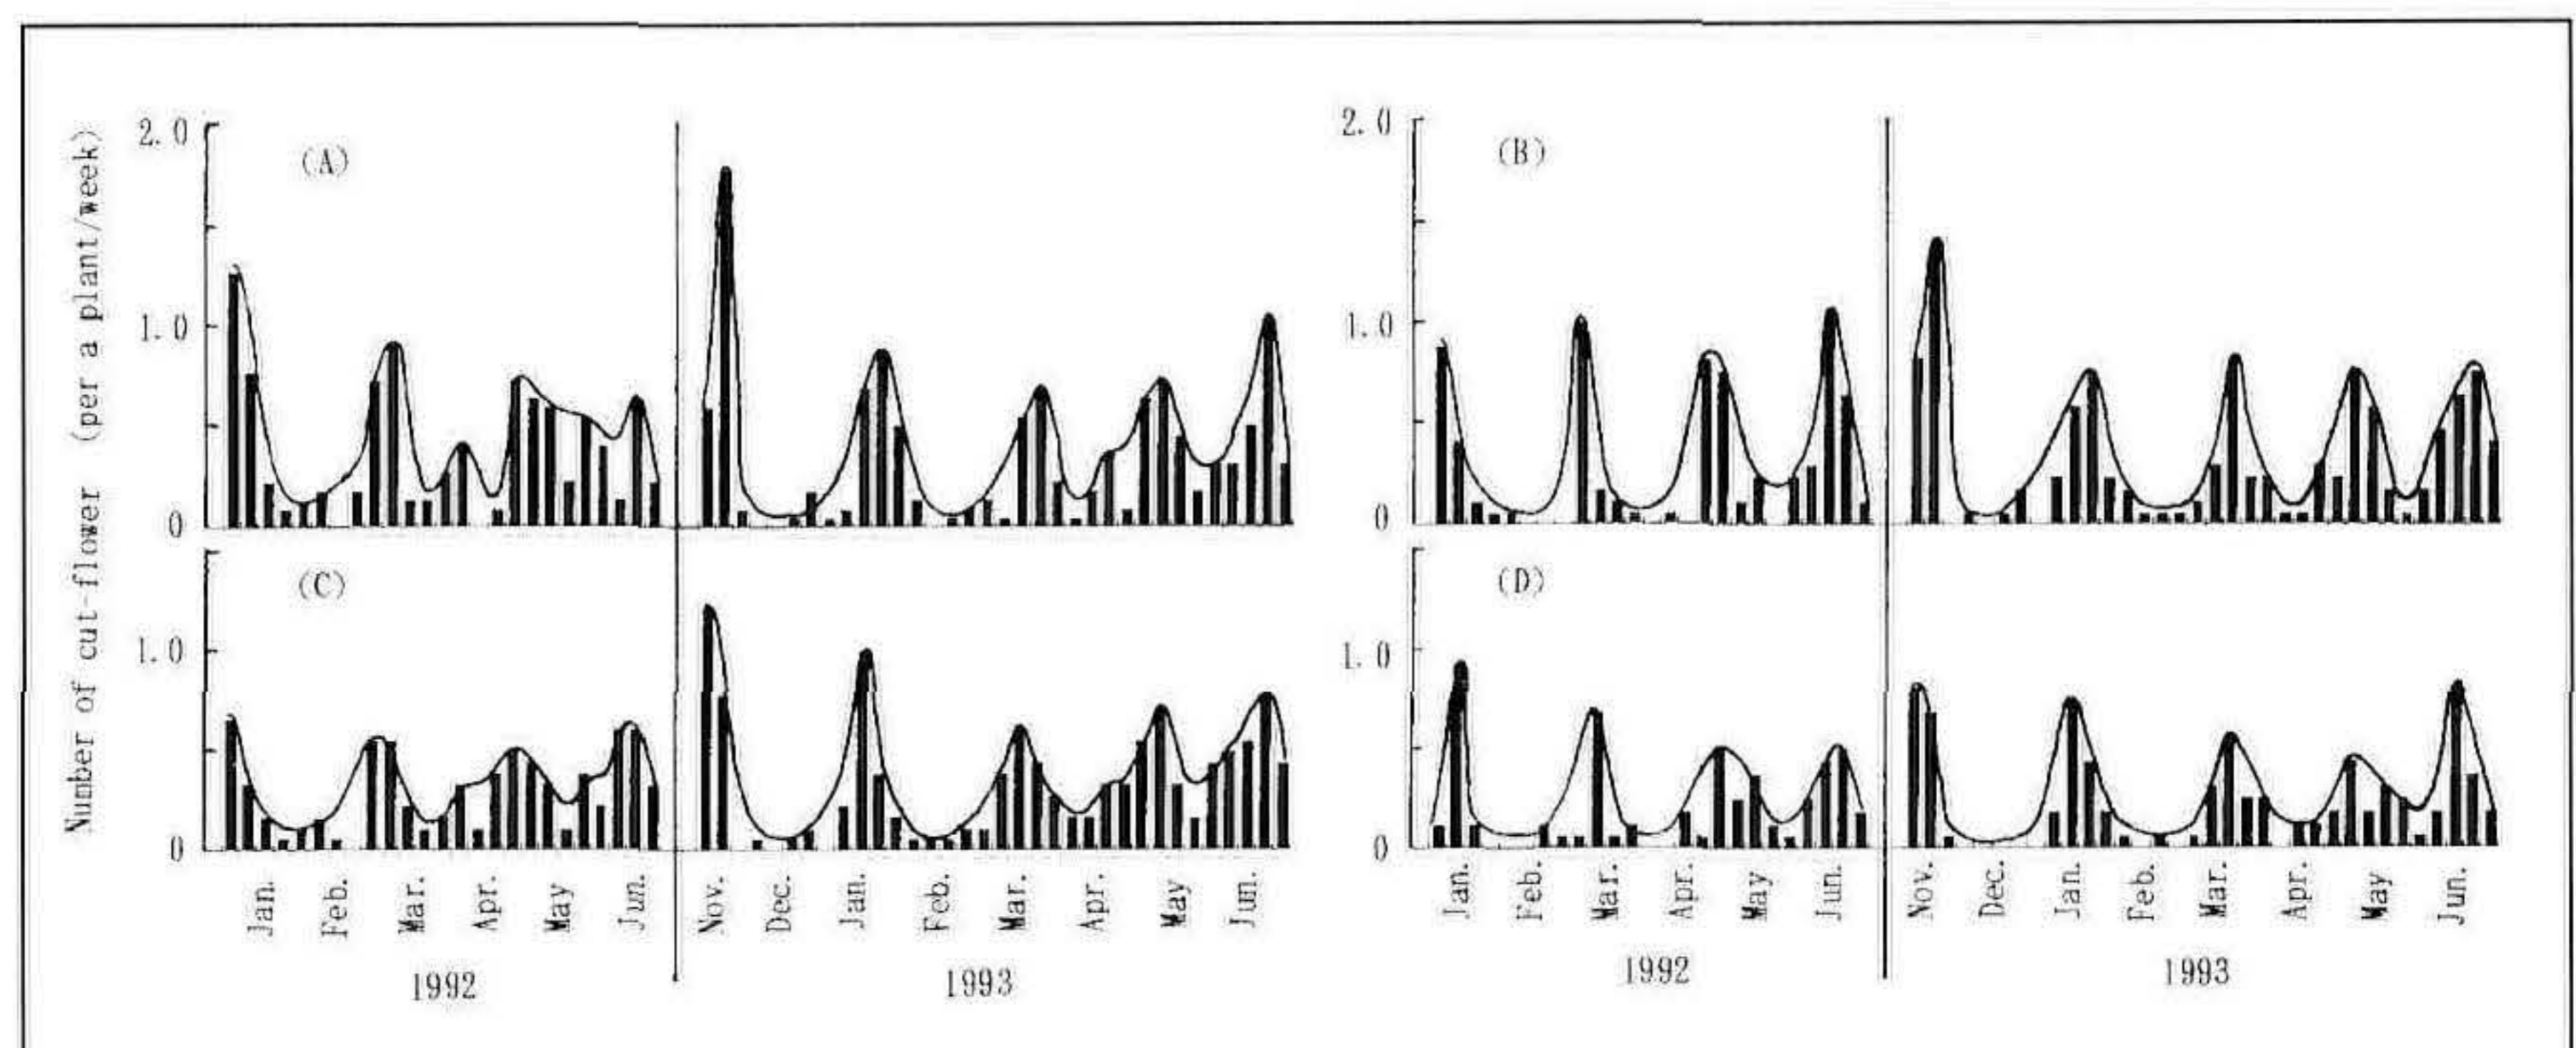 Number of cut-flower (per a plant/week)
2.0
1.0
0
(A)
2.0
1.0
0
(B)
1.0
0
(C)
1.0
0
(D)
Jan. Feb. Mar. Apr. May Jun. Nov. Dec. Jan. Feb. Mar. Apr. May Jun.
Jan. Feb. Mar. Apr. May Jun. Nov. Dec. Jan. Feb. Mar. Apr. May Jun.
1992 1993
1992 1993